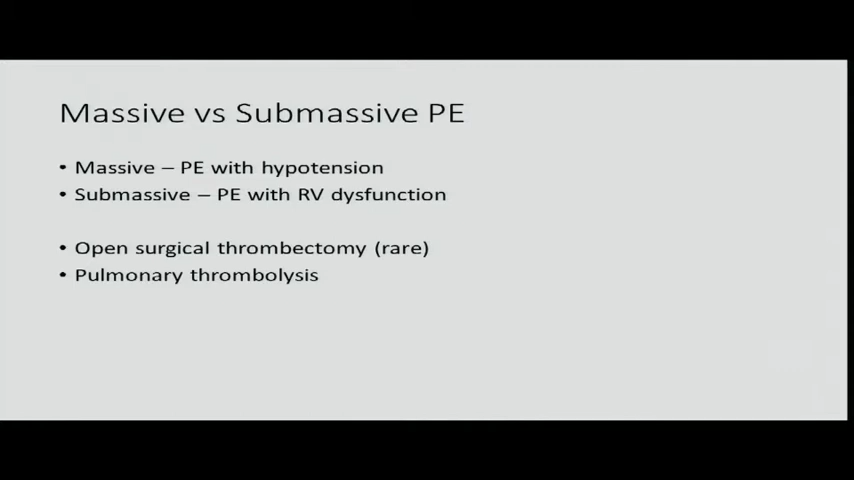 Massive vs Submassive PE
• Massive – PE with hypotension
• Submassive – PE with RV dysfunction
• Open surgical thrombectomy (rare)
• Pulmonary thrombolysis